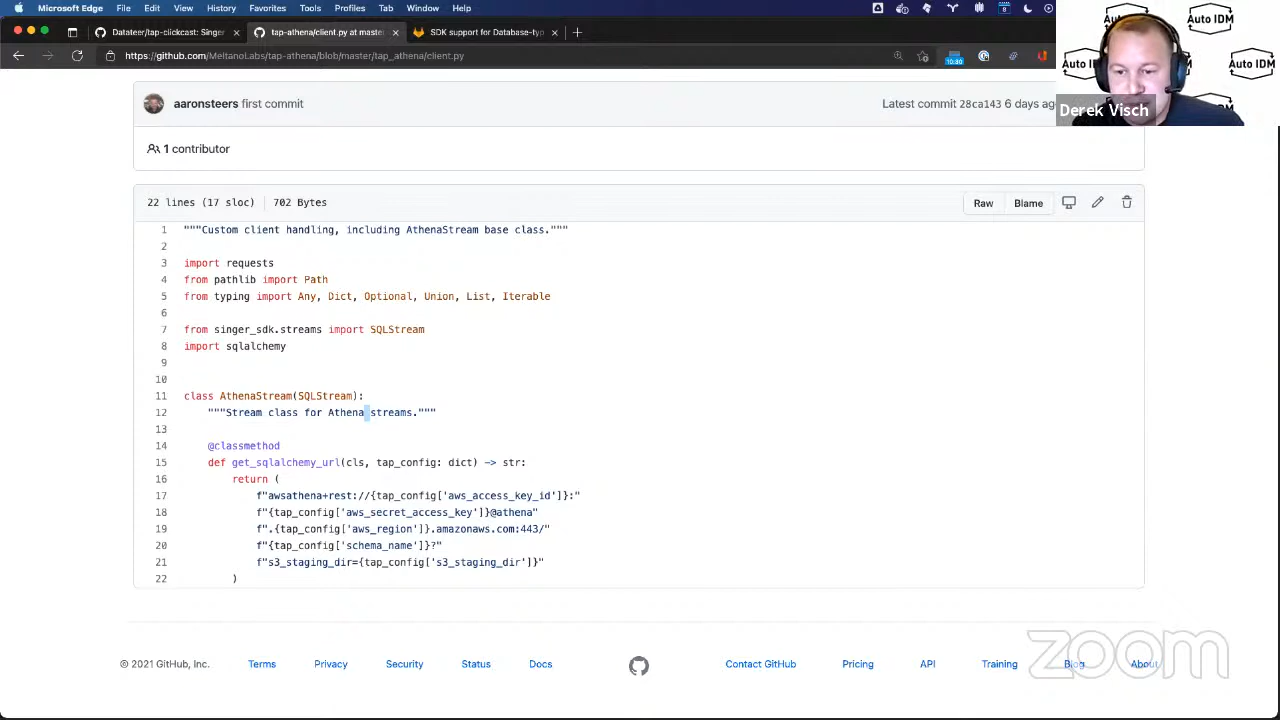 Microsoft Edge File Edit View History Favorites Tools Profiles Tab Window Help
Datateer/tap-clickcast: Singer
tap-athena/client.py at master
SDK support for Database-typ
https://github.com/MeltanoLabs/tap-athena/blob/master/tap_athena/client.py
10:30
Auto IDM
Auto IDM
Auto IDM
Derek Visch
aaronsteers first commit
Latest commit 28ca143 6 days ag
1 contributor
22 lines (17 sloc) 702 Bytes
Raw
Blame
1 """Custom client handling, including AthenaStream base class."""
2
3 import requests
4 from pathlib import Path
5 from typing import Any, Dict, Optional, Union, List, Iterable
6
7 from singer_sdk.streams import SQLStream
8 import sqlalchemy
9
10
11 class AthenaStream(SQLStream):
12 """Stream class for Athena streams."""
13
14 @classmethod
15 def get_sqlalchemy_url(cls, tap_config: dict) -> str:
16 return (
17 f"awsathena+rest://{tap_config['aws_access_key_id']}:"
18 f"{tap_config['aws_secret_access_key']}@athena"
19 f".{tap_config['aws_region']}.amazonaws.com:443/"
20 f"{tap_config['schema_name']}?"
21 f"s3_staging_dir={tap_config['s3_staging_dir']}"
22 )
© 2021 GitHub, Inc. Terms Privacy Security Status Docs Contact GitHub Pricing API Training Blog About
zoom